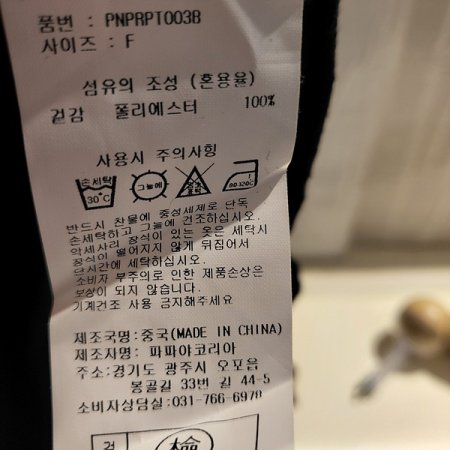 품번 : PNPRPT003B
사이즈 : F
섬유의 조성 (혼용율)
겉감 폴리에스터 100%
사용시 주의사힝
손세탁 30℃ 그늘에 80-120℃
반드시 찬물에 중성세제로 단독
손세탁하고 그늘에 건조하십시오.
악세사리 장식이 있는 옷은 세탁시
장식이 떨어지지 않게 뒤집어서
단시간에 세탁하십시오.
소비자 부주의로 인한 제품손상은
보상이 되지 않습니다.
기계건조 사용 금지해주세요
제조국명:중국(MADE IN CHINA)
제조자명: 파파야코리아
주소:경기도 광주시 오포읍
봉골길 33번 길 44-5
소비자상담실:031-766-6978
검 檢